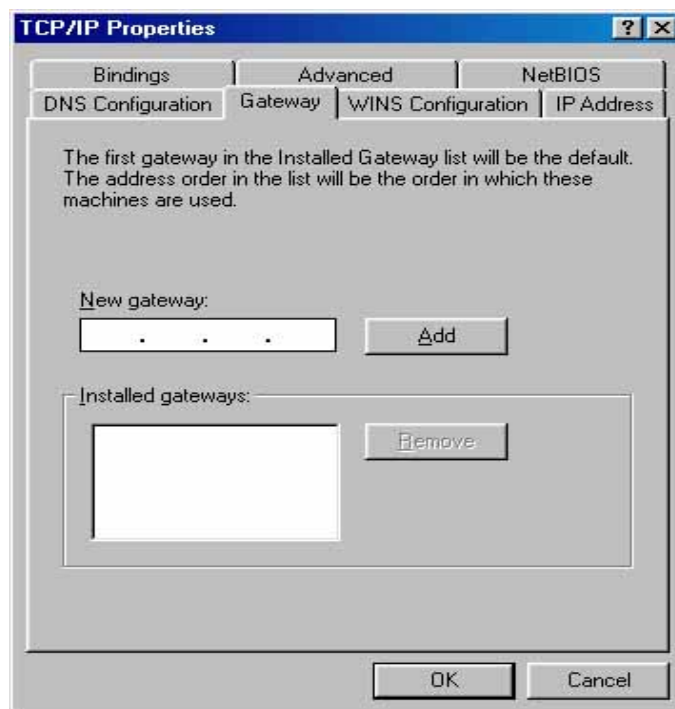 TCP/IP Properties
Bindings
Advanced
NetBIOS
DNS Configuration
Gateway
WINS Configuration
IP Address
The first gateway in the Installed Gateway list will be the default.
The address order in the list will be the order in which these
machines are used.
New gateway:
. . .
Add
Installed gateways:
Remove
OK
Cancel